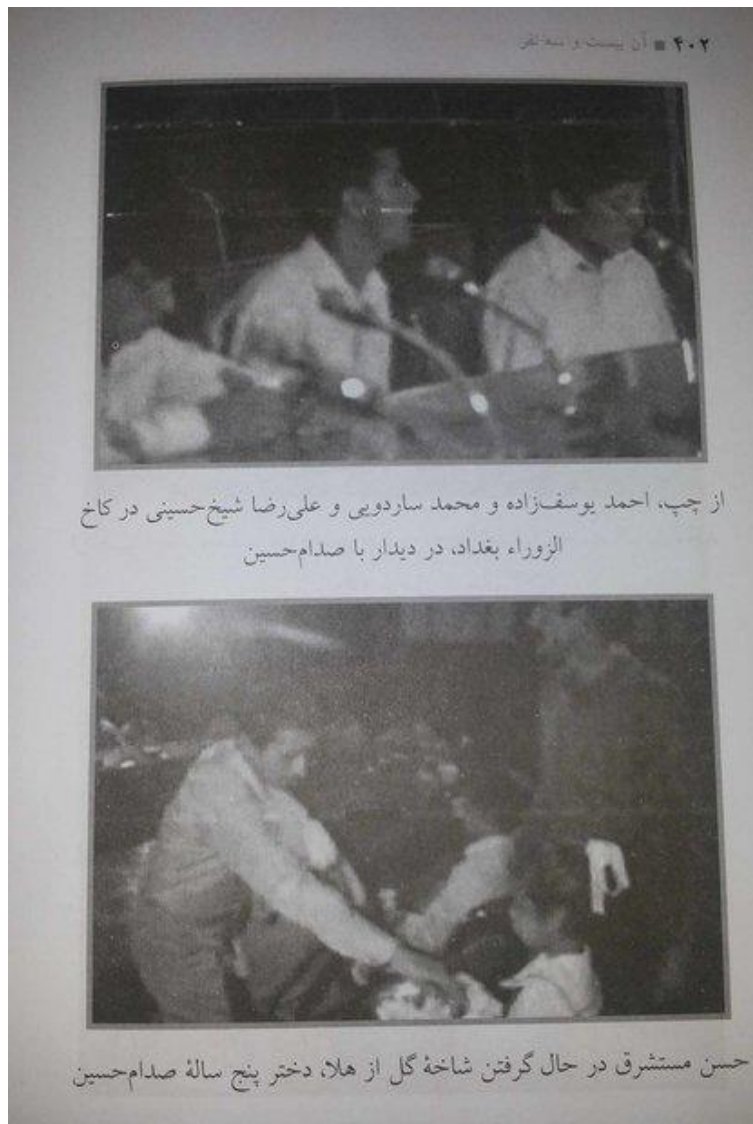 ۴۰۲ ■ آن بیست و سه نفر
از چپ، احمد یوسف‌زاده و محمد ساردویی و علی‌رضا شیخ‌حسینی در کاخ
الزوراء بغداد، در دیدار با صدام‌حسین
حسن مستشرق در حال گرفتن شاخهٔ گل از هلا، دختر پنج سالهٔ صدام‌حسین